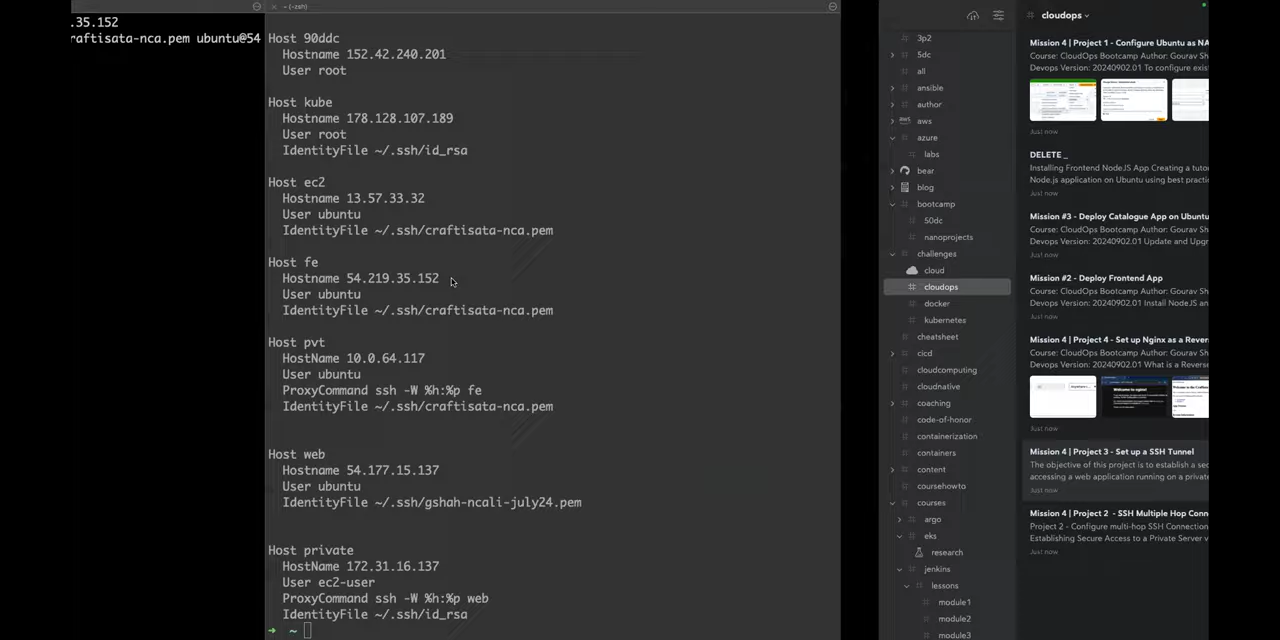 .35.152
raftisata-nca.pem ubuntu@54
~ (-zsh)
Host 90ddc
Hostname 152.42.240.201
User root
Host kube
Hostname 178.128.107.189
User root
IdentityFile ~/.ssh/id_rsa
Host ec2
Hostname 13.57.33.32
User ubuntu
IdentityFile ~/.ssh/craftisata-nca.pem
Host fe
Hostname 54.219.35.152
User ubuntu
IdentityFile ~/.ssh/craftisata-nca.pem
Host pvt
HostName 10.0.64.117
User ubuntu
ProxyCommand ssh -W %h:%p fe
IdentityFile ~/.ssh/craftisata-nca.pem
Host web
Hostname 54.177.15.137
User ubuntu
IdentityFile ~/.ssh/gshah-ncali-july24.pem
Host private
HostName 172.31.16.137
User ec2-user
ProxyCommand ssh -W %h:%p web
IdentityFile ~/.ssh/id_rsa
~
3p2
5dc
all
ansible
author
aws
azure
labs
bear
blog
bootcamp
50dc
nanoprojects
challenges
cloud
cloudops
docker
kubernetes
cheatsheet
cicd
cloudcomputing
cloudnative
coaching
code-of-honor
containerization
containers
content
coursehowto
courses
argo
eks
research
jenkins
lessons
module1
module2
module3
cloudops
Mission 4 | Project 1 - Configure Ubuntu as NA
Course: CloudOps Bootcamp Author: Gourav Sh
Devops Version: 20240902.01 To configure exist
Just now
DELETE _
Installing Frontend NodeJS App Creating a tutor
Node.js application on Ubuntu using best practic
Just now
Mission #3 - Deploy Catalogue App on Ubuntu
Course: CloudOps Bootcamp Author: Gourav Sh
Devops Version: 20240902.01 Update and Upgr
Just now
Mission #2 - Deploy Frontend App
Course: CloudOps Bootcamp Author: Gourav Sh
Devops Version: 20240902.01 Install NodeJS an
Just now
Mission 4 | Project 4 - Set up Nginx as a Rever
Course: CloudOps Bootcamp Author: Gourav Sh
Devops Version: 20240902.01 What is a Reverse
Just now
Mission 4 | Project 3 - Set up a SSH Tunnel
The objective of this project is to establish a sec
accessing a web application running on a private
Just now
Mission 4 | Project 2 - SSH Multiple Hop Conn
Project 2 - Configure multi-hop SSH Connection
Establishing Secure Access to a Private Server v
Just now